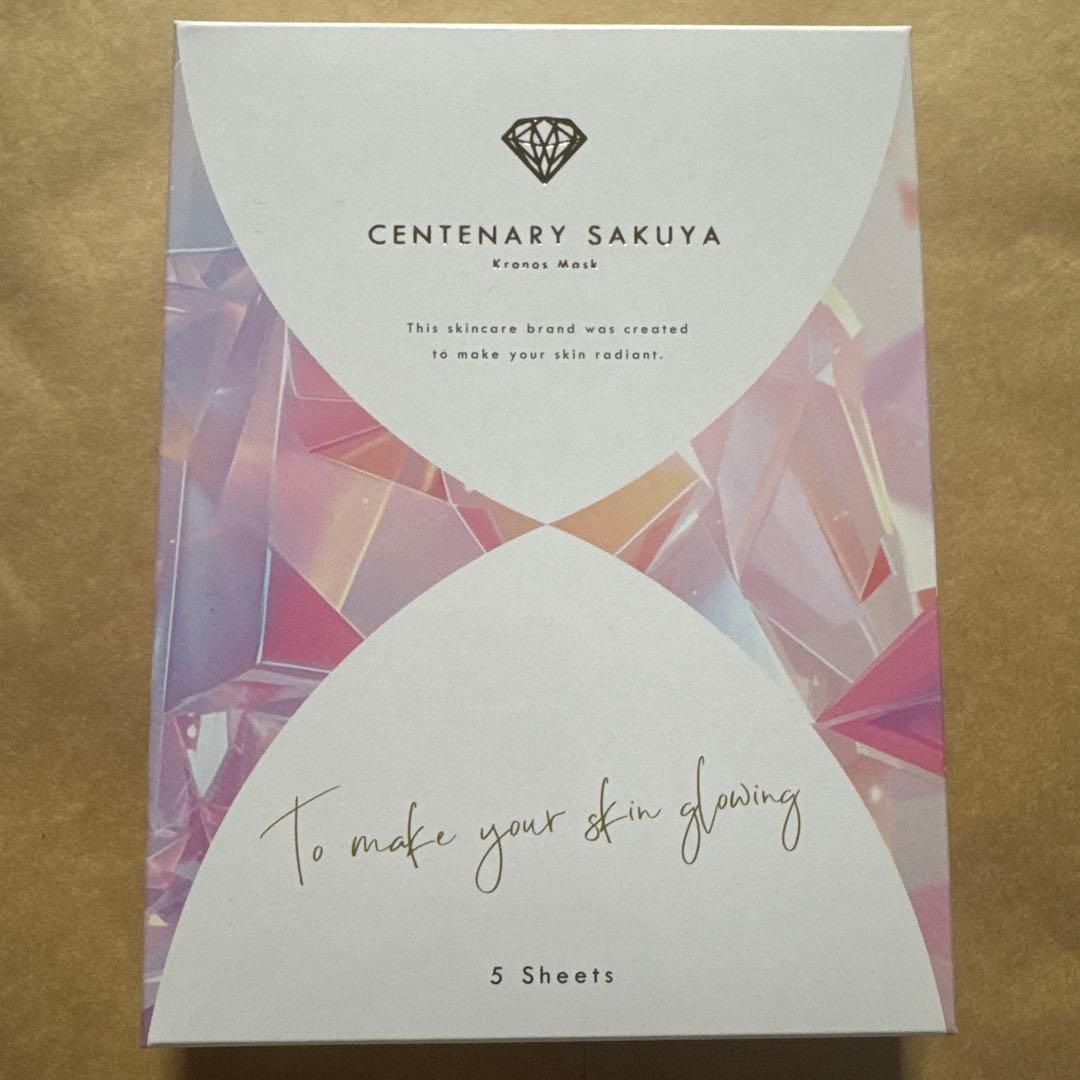 CENTENARY SAKUYA
Kronos Mask
This skincare brand was created
to make your skin radiant.
To make your skin glowing
5 Sheets